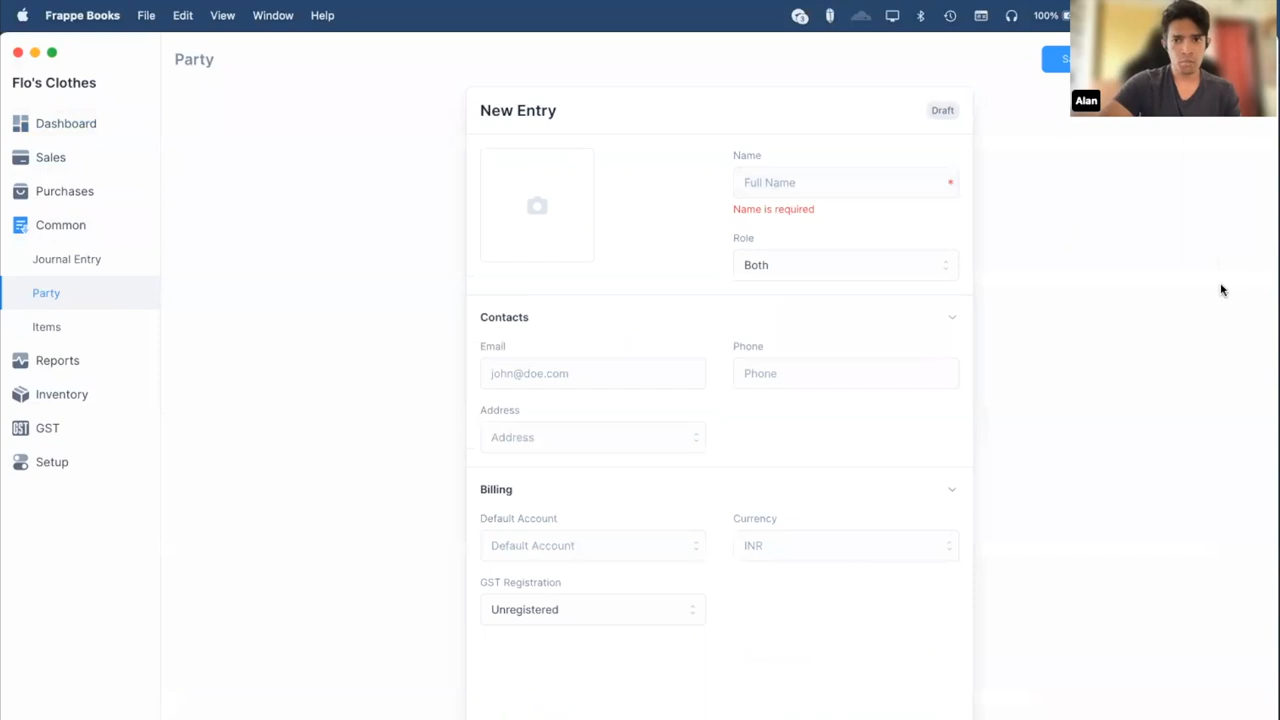 Frappe Books File Edit View Window Help 100%
Flo's Clothes
Dashboard
Sales
Purchases
Common
Journal Entry
Party
Items
Reports
Inventory
GST
GST
Setup
Party
Alan
New Entry Draft
Name
Full Name *
Name is required
Role
Both
Contacts
Email Phone
john@doe.com Phone
Address
Address
Billing
Default Account Currency
Default Account INR
GST Registration
Unregistered